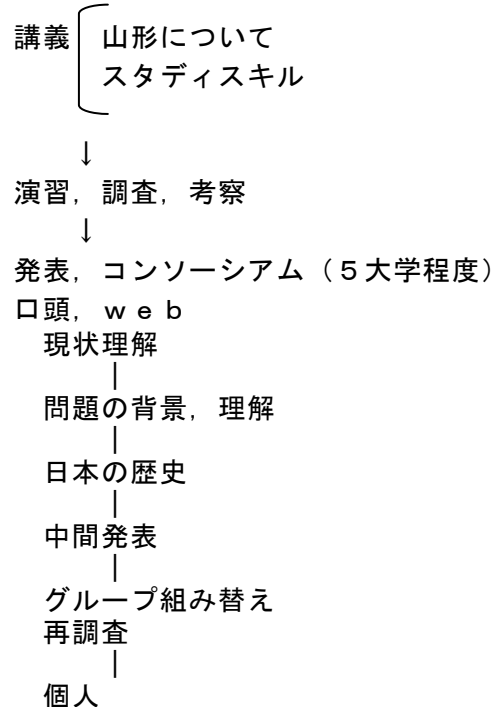 講義 山形について
スタディスキル
↓
演習，調査，考察
↓
発表，コンソーシアム（５大学程度）
口頭，ｗｅｂ
現状理解
｜
問題の背景，理解
｜
日本の歴史
｜
中間発表
｜
グループ組み替え
再調査
｜
個人